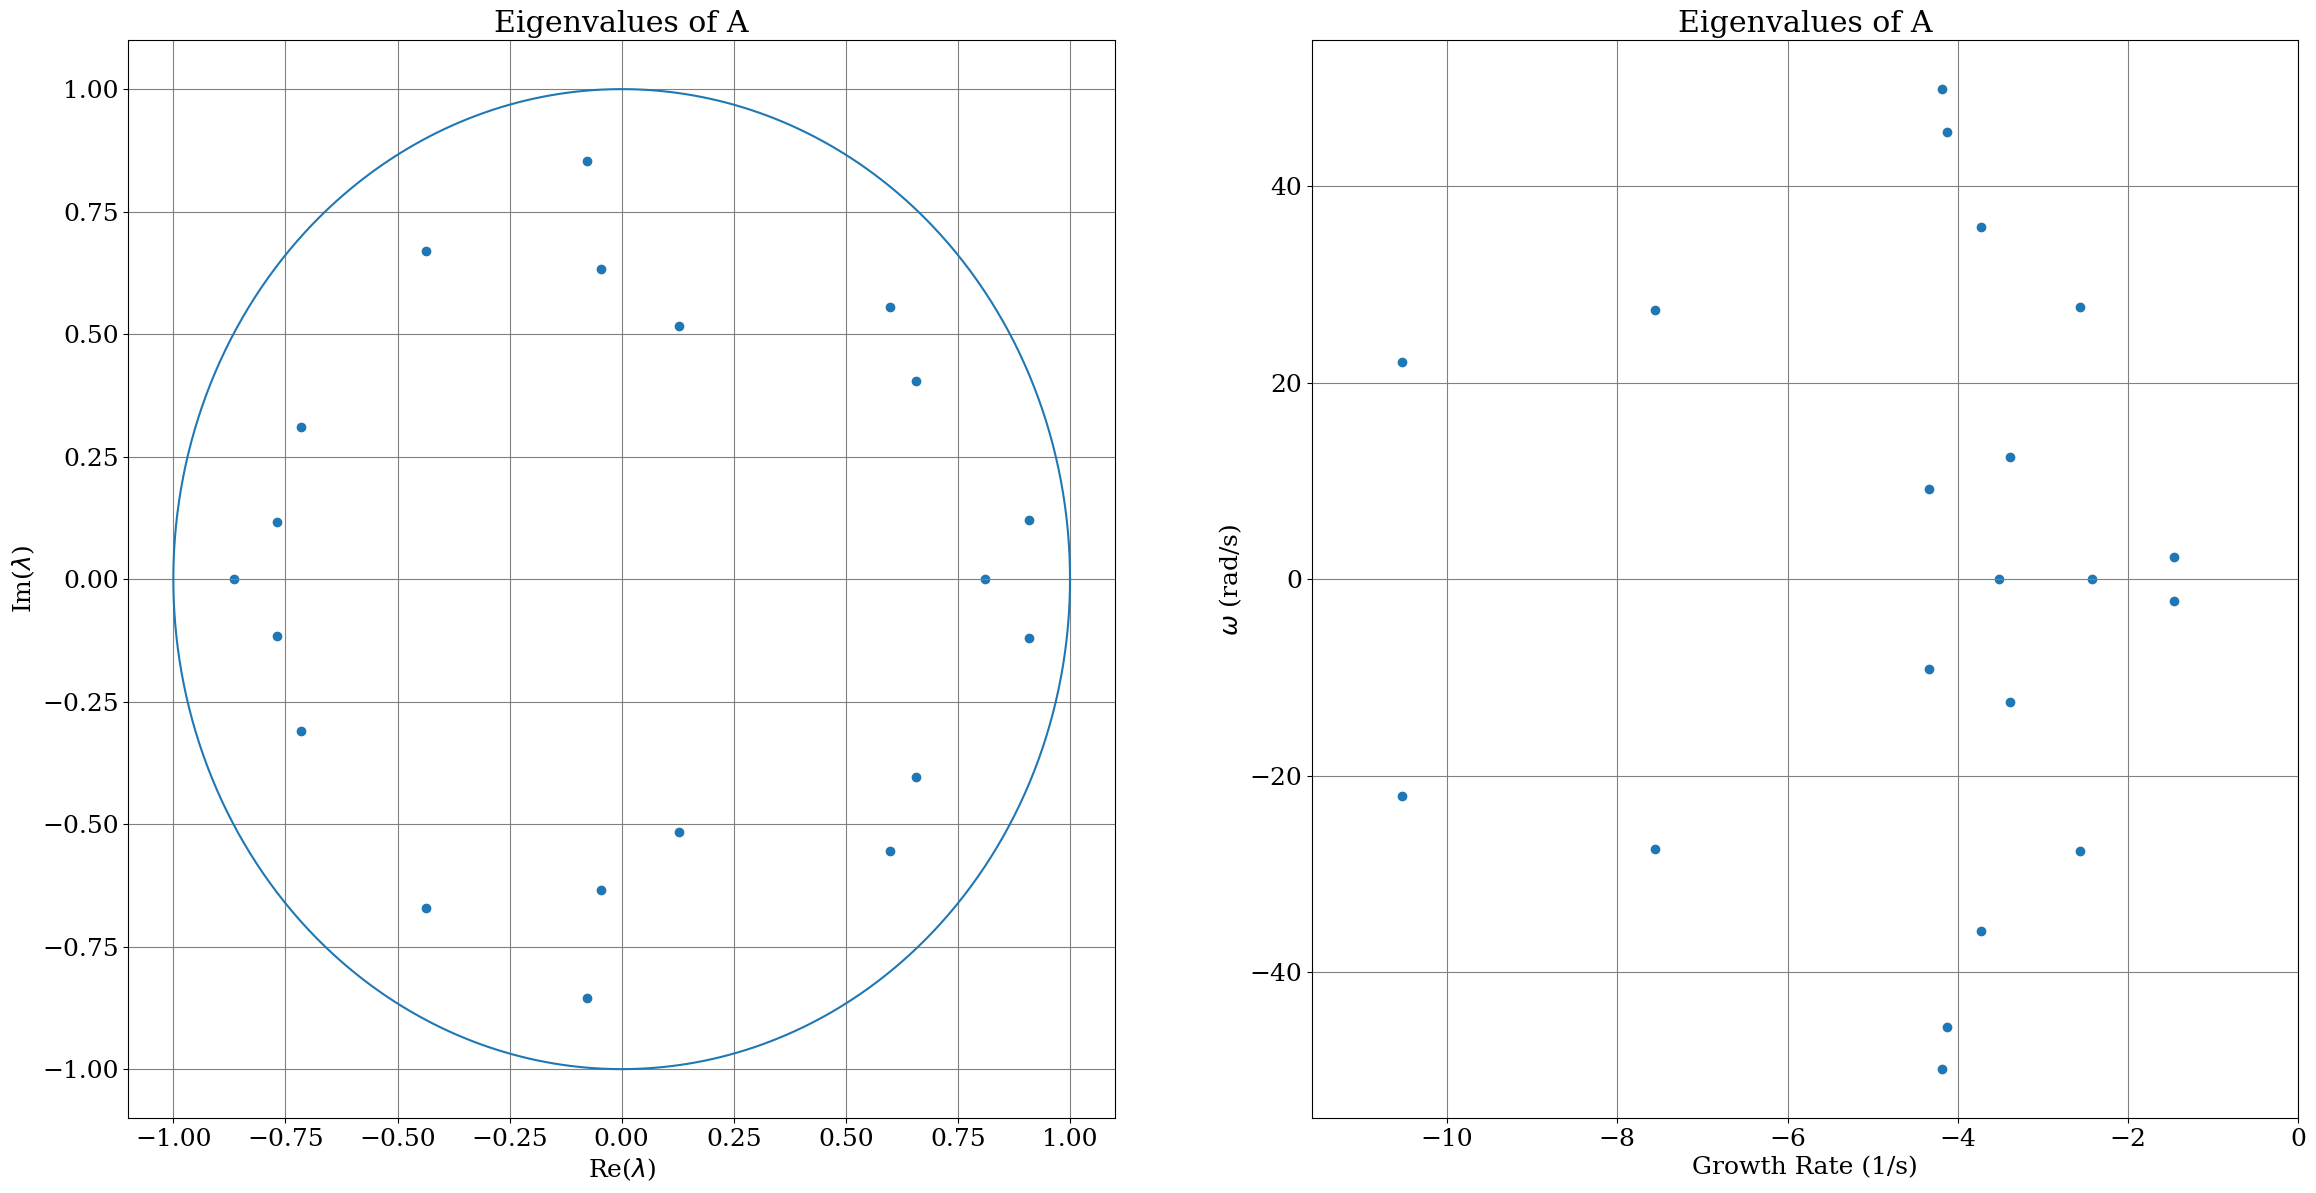 Eigenvalues of A
1.00
0.75
0.50
0.25
0.00
−0.25
−0.50
−0.75
−1.00
Im(λ)
−1.00 −0.75 −0.50 −0.25 0.00 0.25 0.50 0.75 1.00
Re(λ)
Eigenvalues of A
40
20
0
−20
−40
ω (rad/s)
−10 −8 −6 −4 −2 0
Growth Rate (1/s)